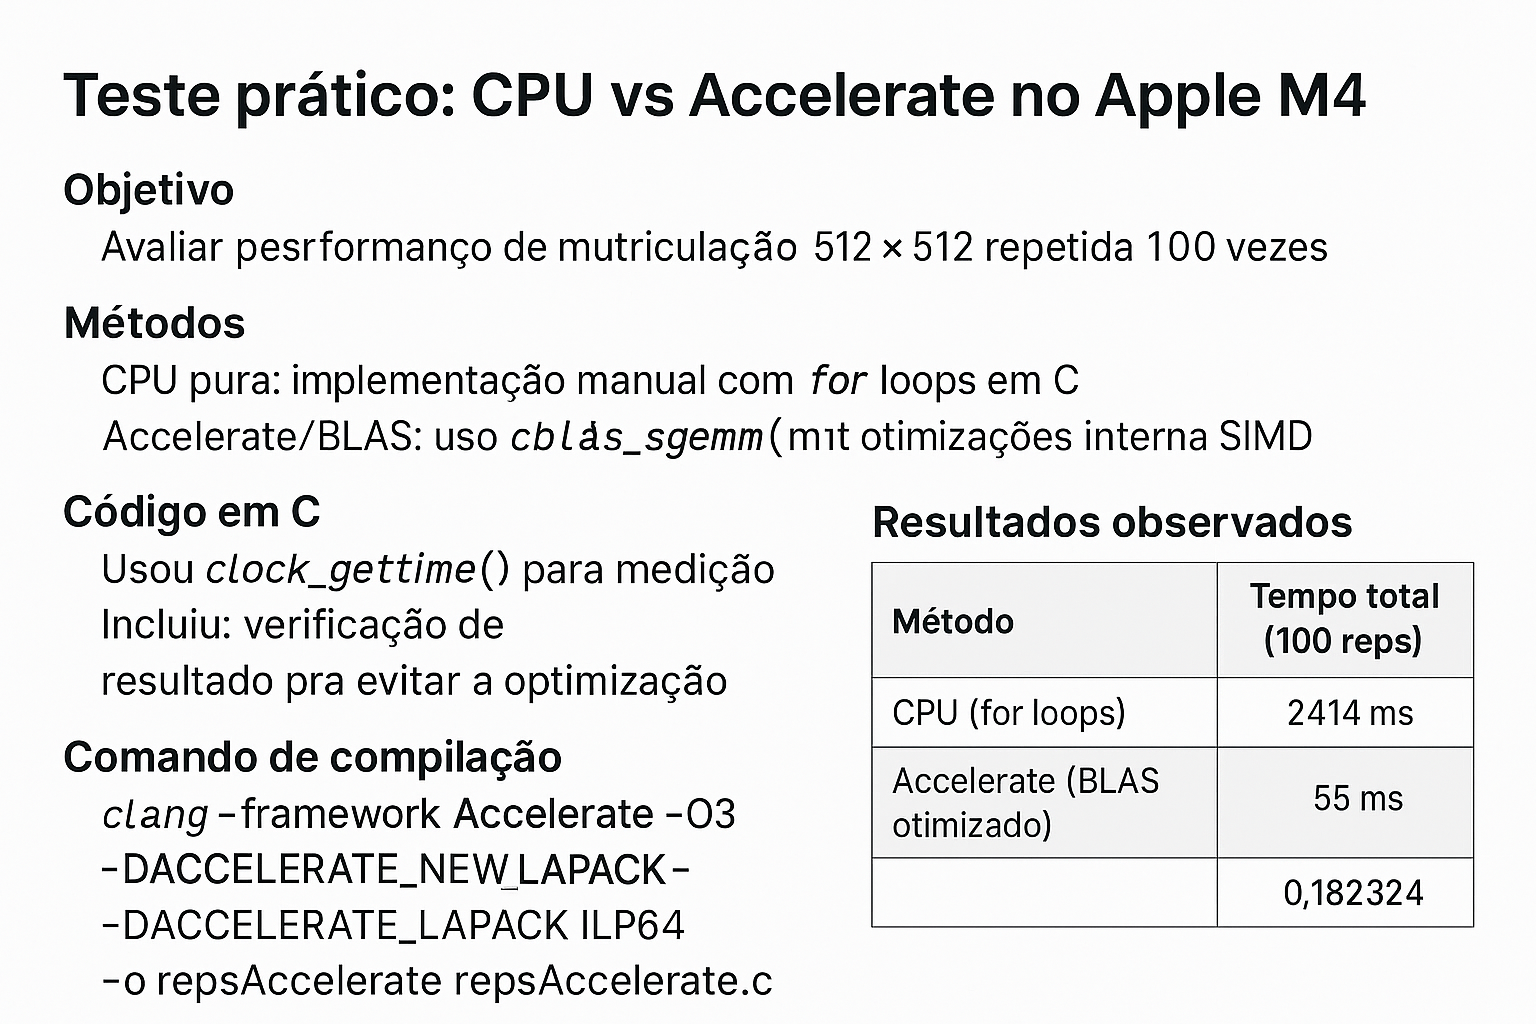 Teste prático: CPU vs Accelerate no Apple M4
Objetivo
Avaliar pesrformanço de mutriculação 512 × 512 repetida 100 vezes
Métodos
CPU pura: implementação manual com for loops em C
Accelerate/BLAS: uso cblas_sgemm(mıt otimizações interna SIMD
Código em C
Usou clock_gettime() para medição
Incluiu: verificação de
resultado pra evitar a optimização
Comando de compilação
clang –framework Accelerate –O3
–DACCELERATE_NEW_LAPACK–
–DACCELERATE_LAPACK ILP64
–o repsAccelerate repsAccelerate.c
Resultados observados
Método
Tempo total
(100 reps)
CPU (for loops)
2414 ms
Accelerate (BLAS
otimizado)
55 ms
0,182324